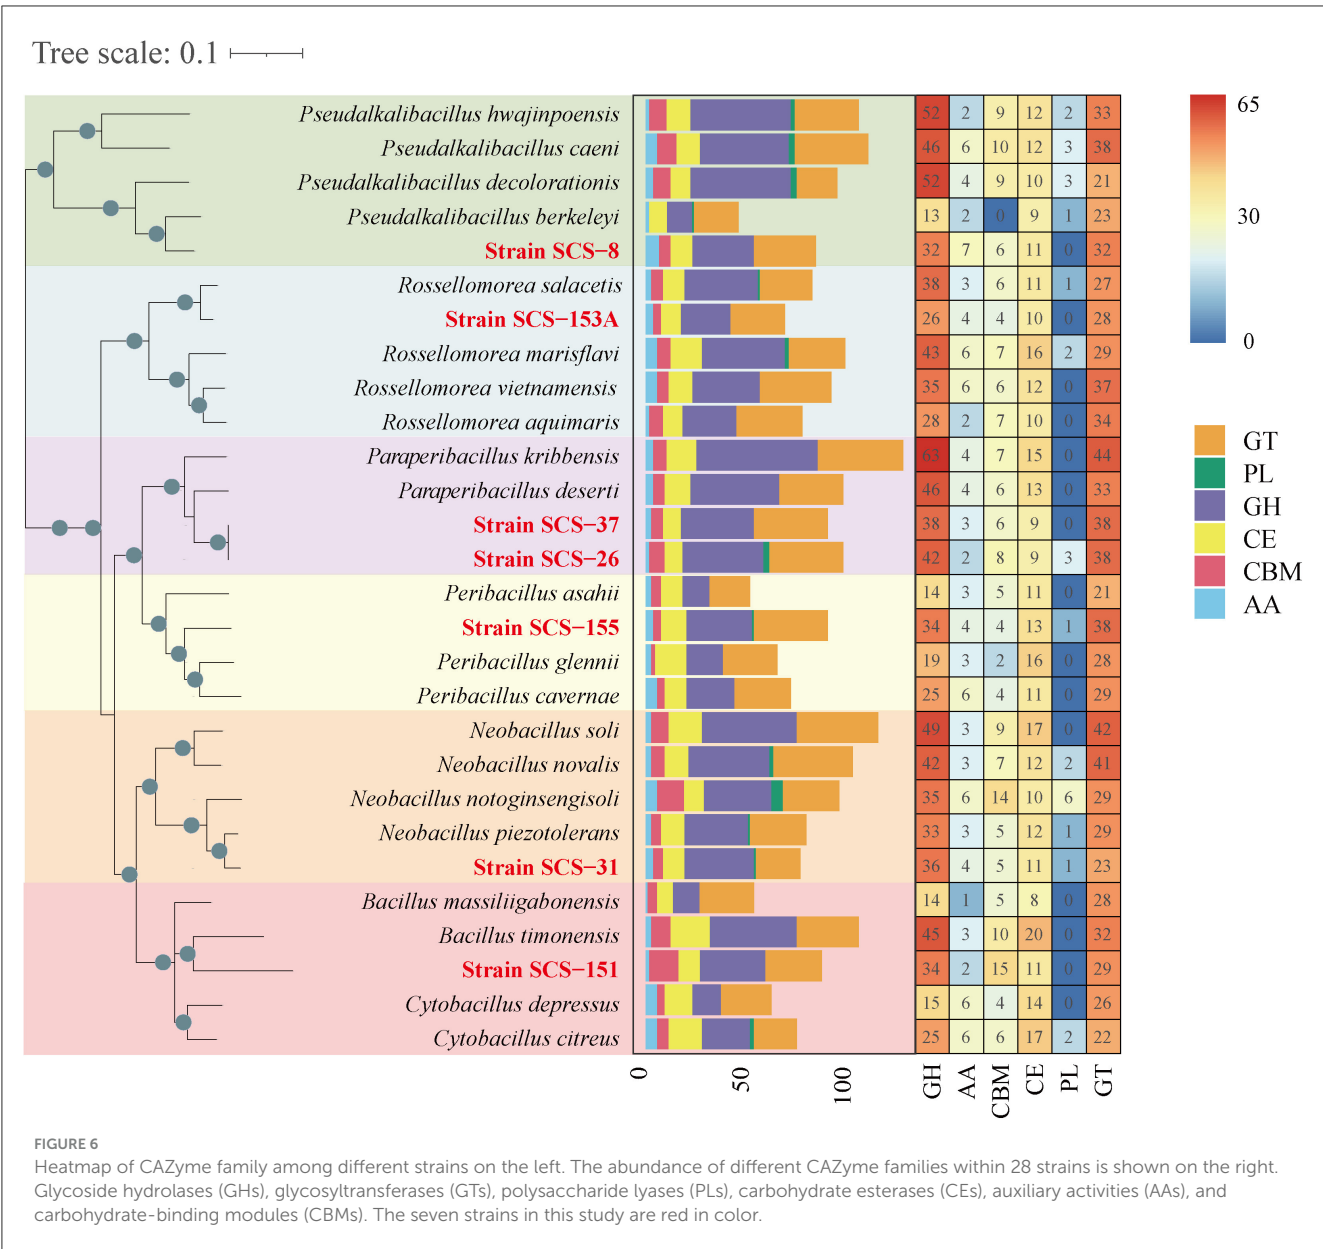 Tree scale: 0.1
Pseudalkalibacillus hwajinpoensis 52 2 9 12 2 33
Pseudalkalibacillus caeni 46 6 10 12 3 38
Pseudalkalibacillus decolorationis 52 4 9 10 3 21
Pseudalkalibacillus berkeleyi 13 2 0 9 1 23
Strain SCS−8 32 7 6 11 0 32
Rossellomorea salacetis 38 3 6 11 1 27
Strain SCS−153A 26 4 4 10 0 28
Rossellomorea marisflavi 43 6 7 16 2 29
Rossellomorea vietnamensis 35 6 6 12 0 37
Rossellomorea aquimaris 28 2 7 10 0 34
Paraperibacillus kribbensis 63 4 7 15 0 44
Paraperibacillus deserti 46 4 6 13 0 33
Strain SCS−37 38 3 6 9 0 38
Strain SCS−26 42 2 8 9 3 38
Peribacillus asahii 14 3 5 11 0 21
Strain SCS−155 34 4 4 13 1 38
Peribacillus glennii 19 3 2 16 0 28
Peribacillus cavernae 25 6 4 11 0 29
Neobacillus soli 49 3 9 17 0 42
Neobacillus novalis 42 3 7 12 2 41
Neobacillus notoginsengisoli 35 6 14 10 6 29
Neobacillus piezotolerans 33 3 5 12 1 29
Strain SCS−31 36 4 5 11 1 23
Bacillus massiliigabonensis 14 1 5 8 0 28
Bacillus timonensis 45 3 10 20 0 32
Strain SCS−151 34 2 15 11 0 29
Cytobacillus depressus 15 6 4 14 0 26
Cytobacillus citreus 25 6 6 17 2 22
0 50 100
GH AA CBM CE PL GT
65
30
0
GT
PL
GH
CE
CBM
AA
FIGURE 6
Heatmap of CAZyme family among different strains on the left. The abundance of different CAZyme families within 28 strains is shown on the right.
Glycoside hydrolases (GHs), glycosyltransferases (GTs), polysaccharide lyases (PLs), carbohydrate esterases (CEs), auxiliary activities (AAs), and
carbohydrate-binding modules (CBMs). The seven strains in this study are red in color.